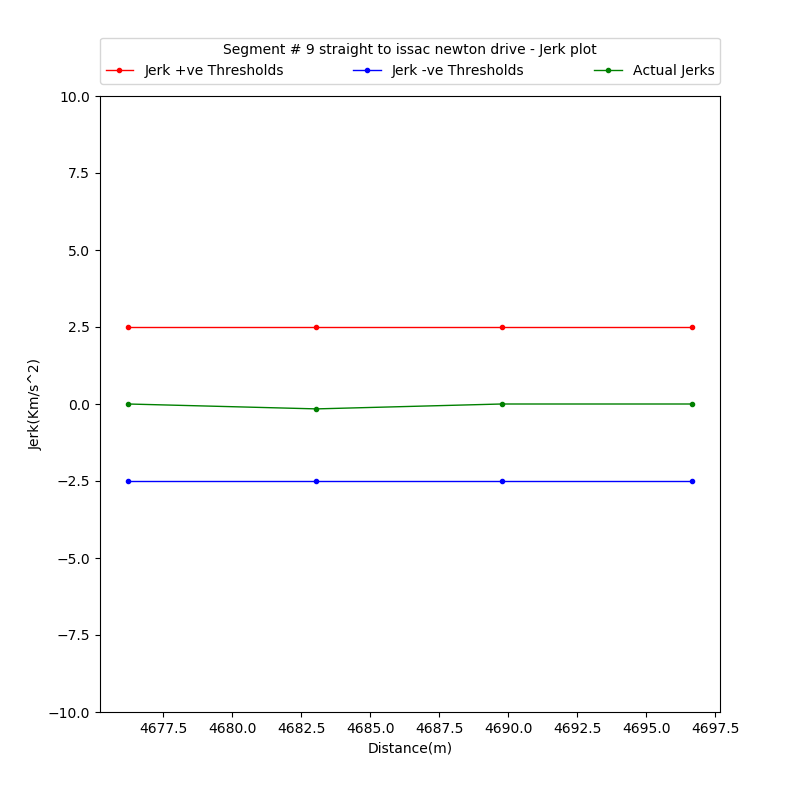 Segment # 9 straight to issac newton drive - Jerk plot
Jerk +ve Thresholds Jerk -ve Thresholds Actual Jerks
10.0
7.5
5.0
2.5
0.0
−2.5
−5.0
−7.5
−10.0
Jerk(Km/s^2)
4677.5 4680.0 4682.5 4685.0 4687.5 4690.0 4692.5 4695.0 4697.5
Distance(m)